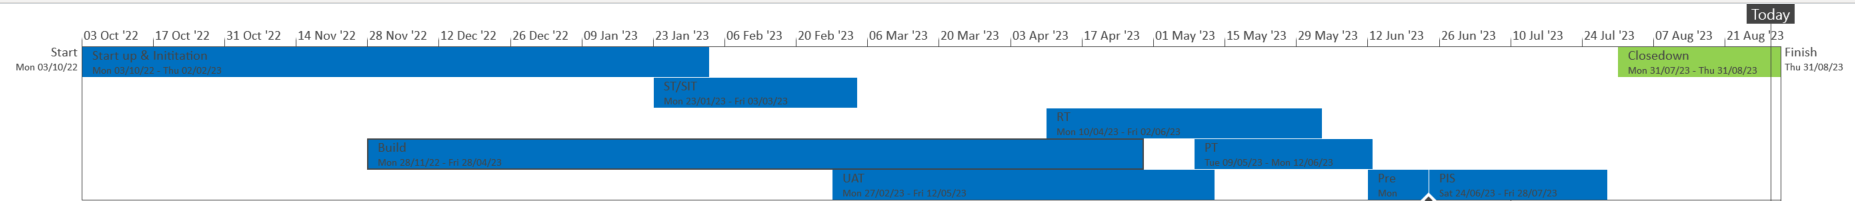 Today
03 Oct '22 17 Oct '22 31 Oct '22 14 Nov '22 28 Nov '22 12 Dec '22 26 Dec '22 09 Jan '23 23 Jan '23 06 Feb '23 20 Feb '23 06 Mar '23 20 Mar '23 03 Apr '23 17 Apr '23 01 May '23 15 May '23 29 May '23 12 Jun '23 26 Jun '23 10 Jul '23 24 Jul '23 07 Aug '23 21 Aug '23
Start
Mon 03/10/22
Start up & Inititation
Mon 03/10/22 - Thu 02/02/23
Closedown
Mon 31/07/23 - Thu 31/08/23
Finish
Thu 31/08/23
ST/SIT
Mon 23/01/23 - Fri 03/03/23
RT
Mon 10/04/23 - Fri 02/06/23
Build
Mon 28/11/22 - Fri 28/04/23
PT
Tue 09/05/23 - Mon 12/06/23
UAT
Mon 27/02/23 - Fri 12/05/23
Pre
Mon
PIS
Sat 24/06/23 - Fri 28/07/23